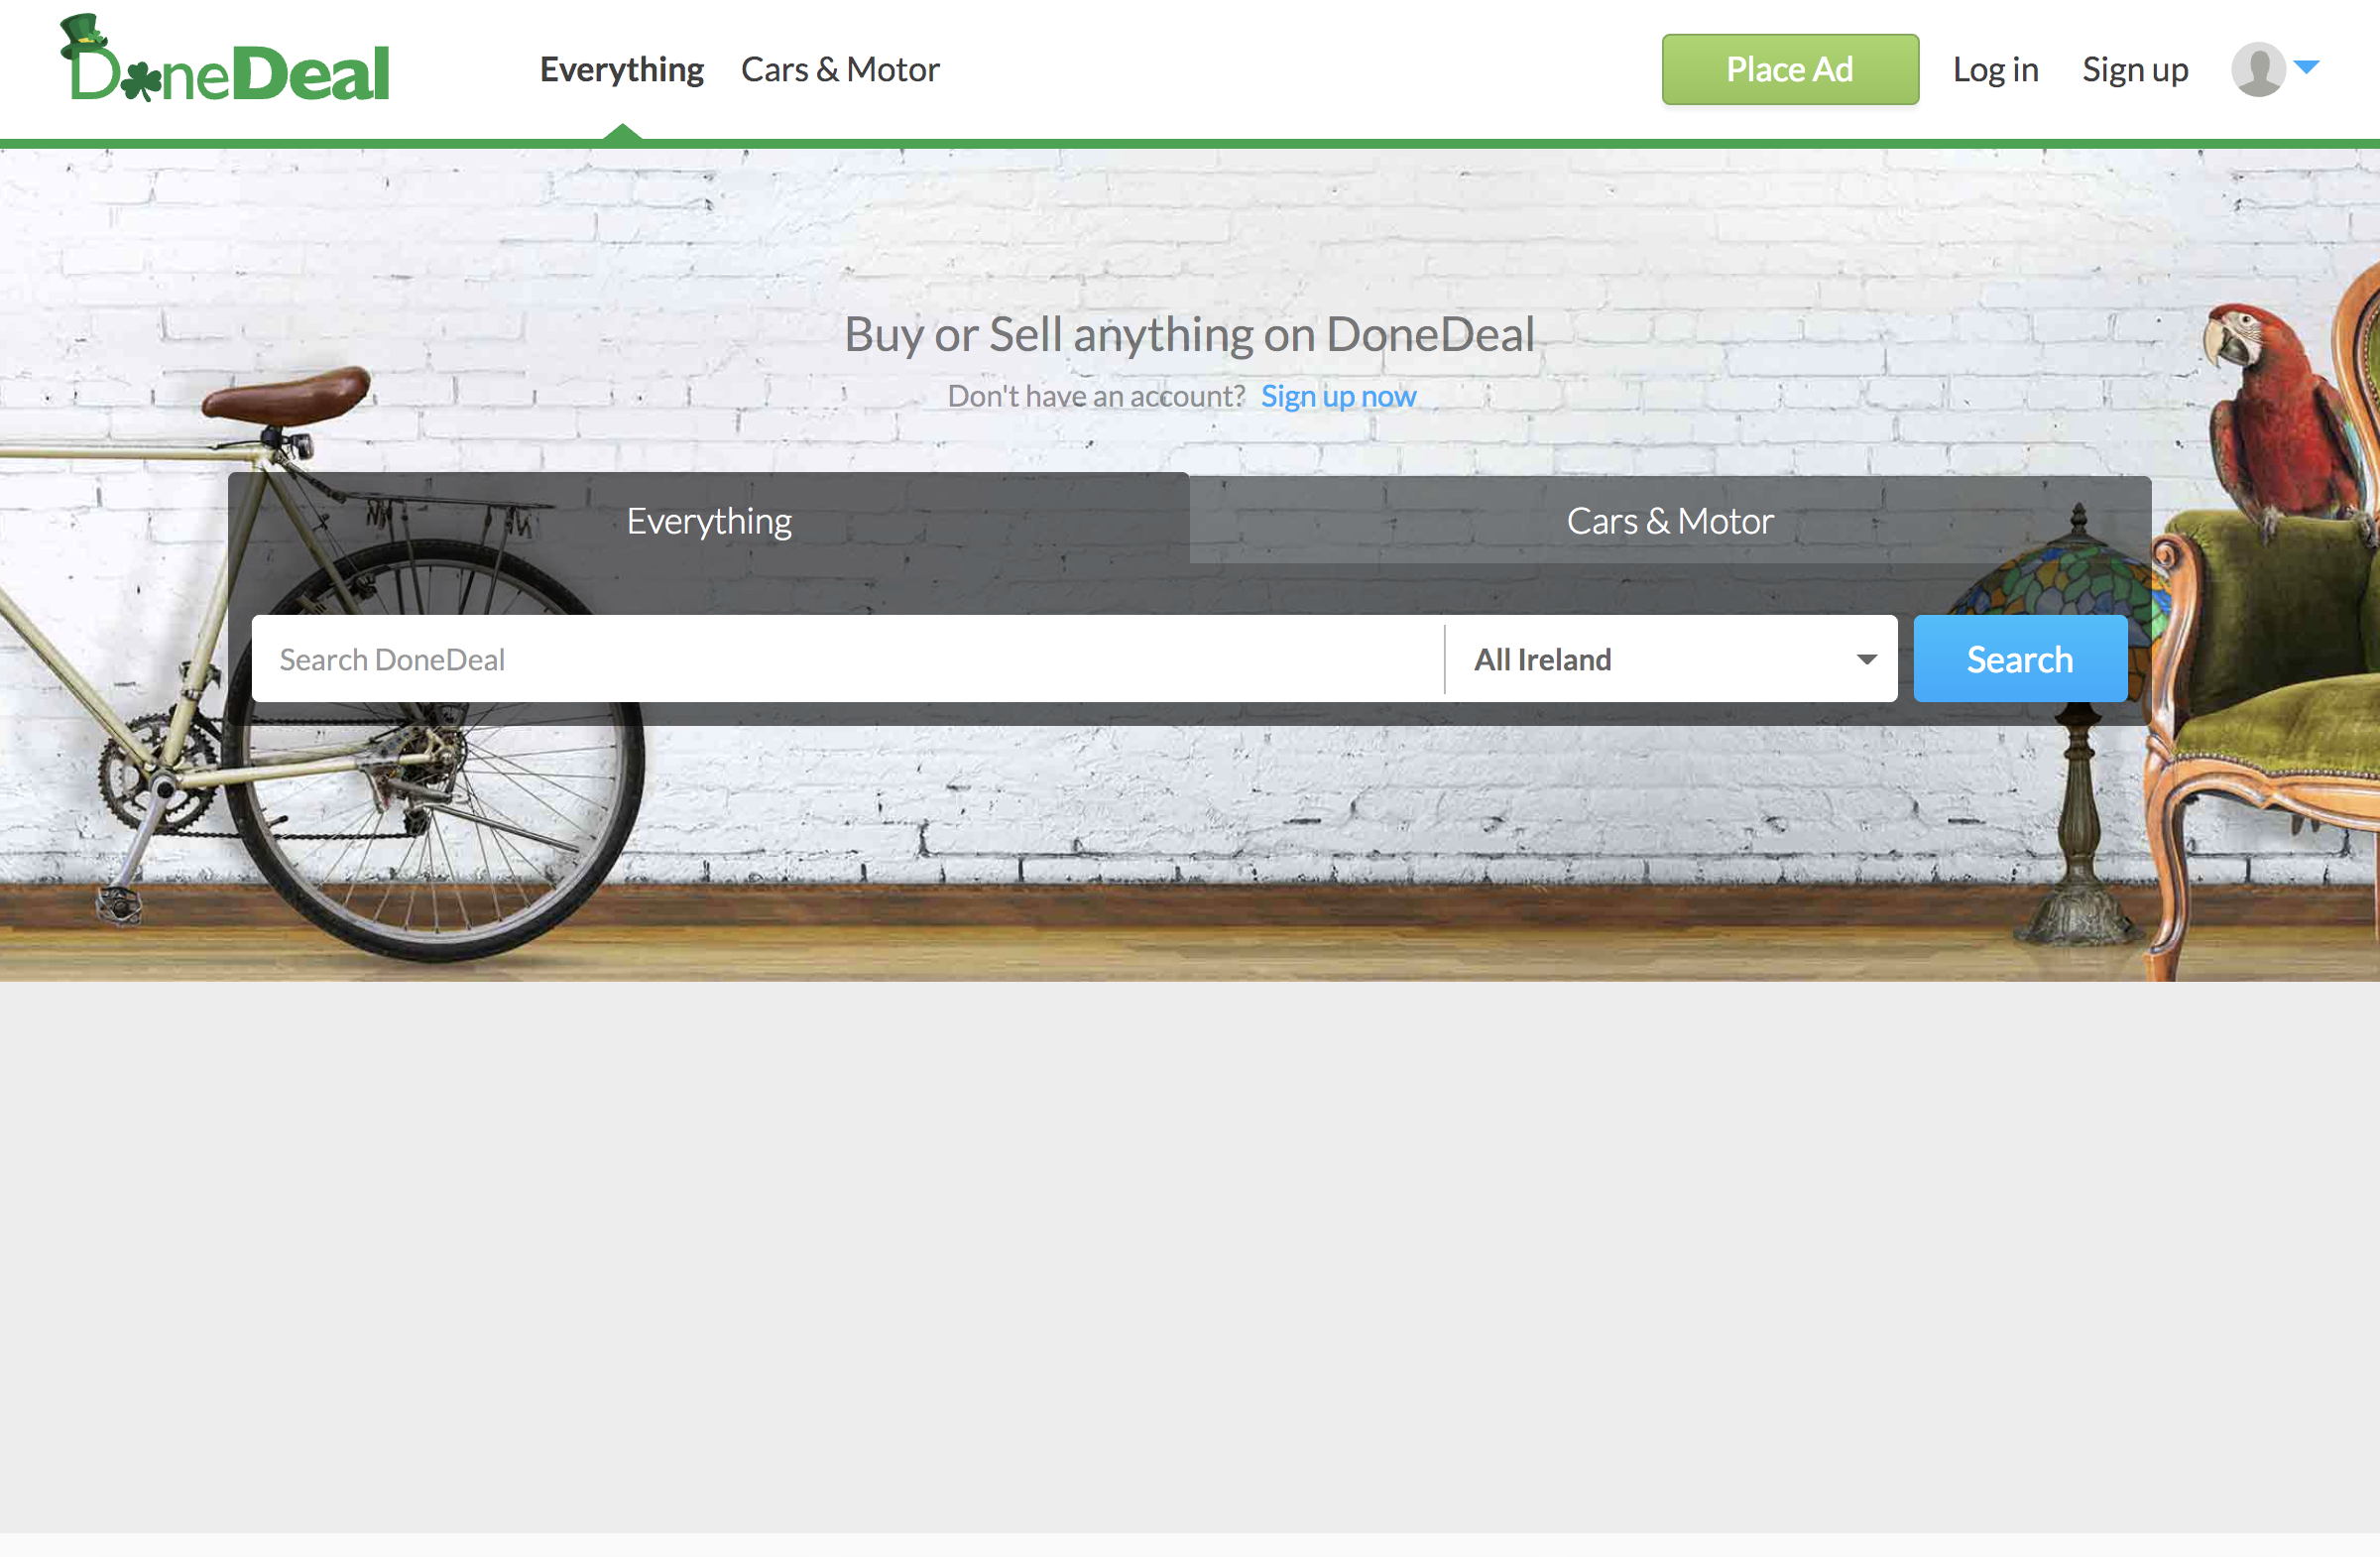 DoneDeal
Everything Cars & Motor
Place Ad Log in Sign up
Buy or Sell anything on DoneDeal
Don't have an account? Sign up now
Everything Cars & Motor
Search DoneDeal All Ireland Search